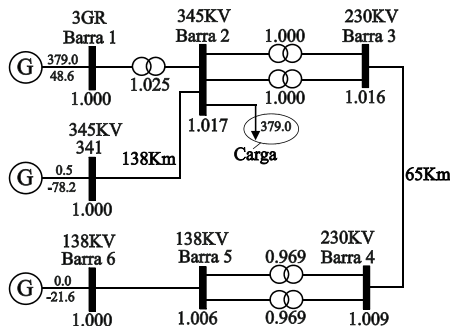 3GR
Barra 1
345KV
Barra 2
1.000
230KV
Barra 3
G
379.0
48.6
1.025
1.000
1.000
1.017
1.016
379.0
Carga
345KV
341
138Km
G
0.5
-78.2
1.000
65Km
138KV
Barra 6
138KV
Barra 5
0.969
230KV
Barra 4
G
0.0
-21.6
1.000
1.006
0.969
1.009